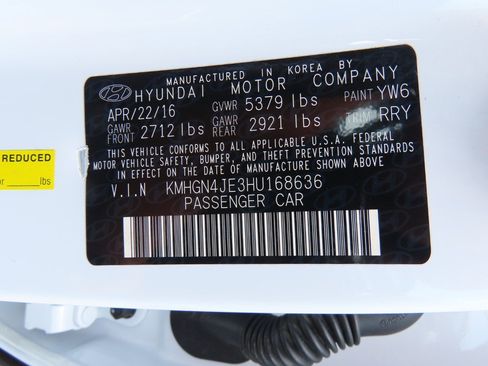 MANUFACTURED IN KOREA BY
HYUNDAI MOTOR COMPANY
APR/22/16 GVWR 5379 lbs PAINT YW6
GAWR FRONT 2712 lbs GAWR REAR 2921 lbs TRIM RRY
THIS VEHICLE CONFORMS TO ALL APPLICABLE U.S.A. FEDERAL
MOTOR VEHICLE SAFETY, BUMPER, AND THEFT PREVENTION STANDARDS
IN EFFECT ON THE DATE OF MANUFACTURE SHOWN ABOVE
V.I.N KMHGN4JE3HU168636
PASSENGER CAR
REDUCED
or ______lbs